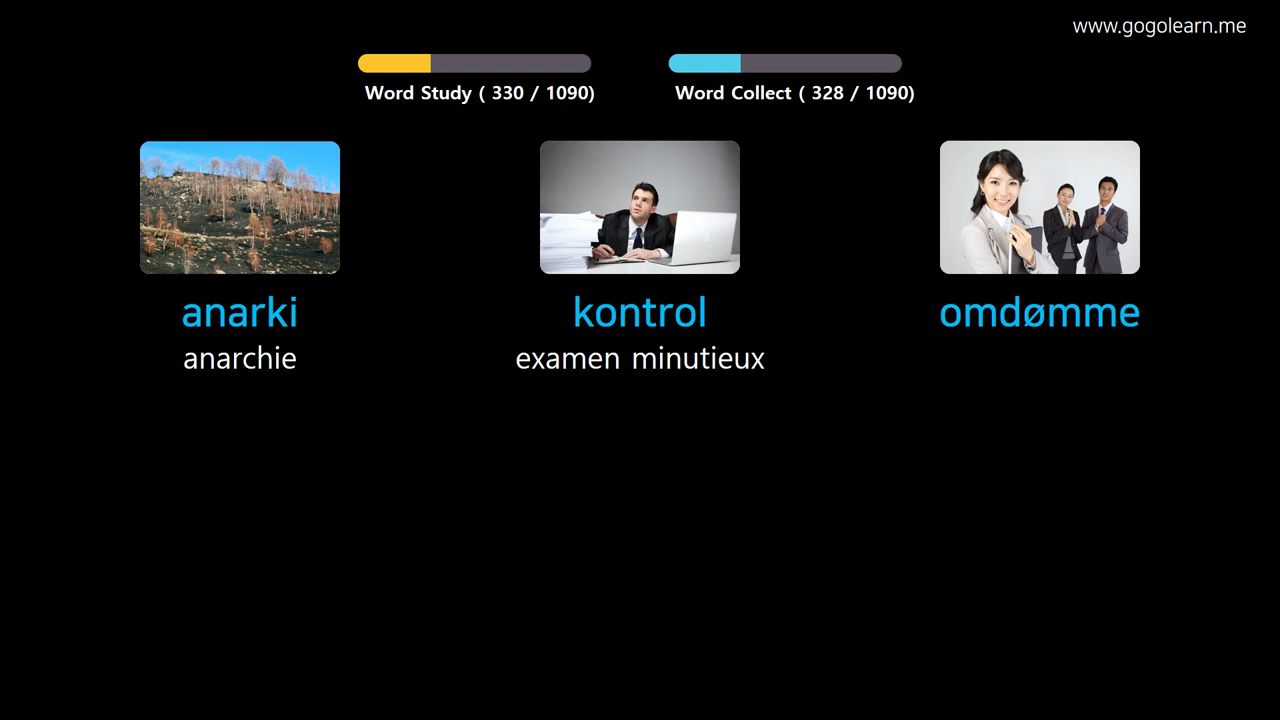 www.gogolearn.me
Word Study ( 330 / 1090)
Word Collect ( 328 / 1090)
anarki
kontrol
omdømme
anarchie
examen minutieux